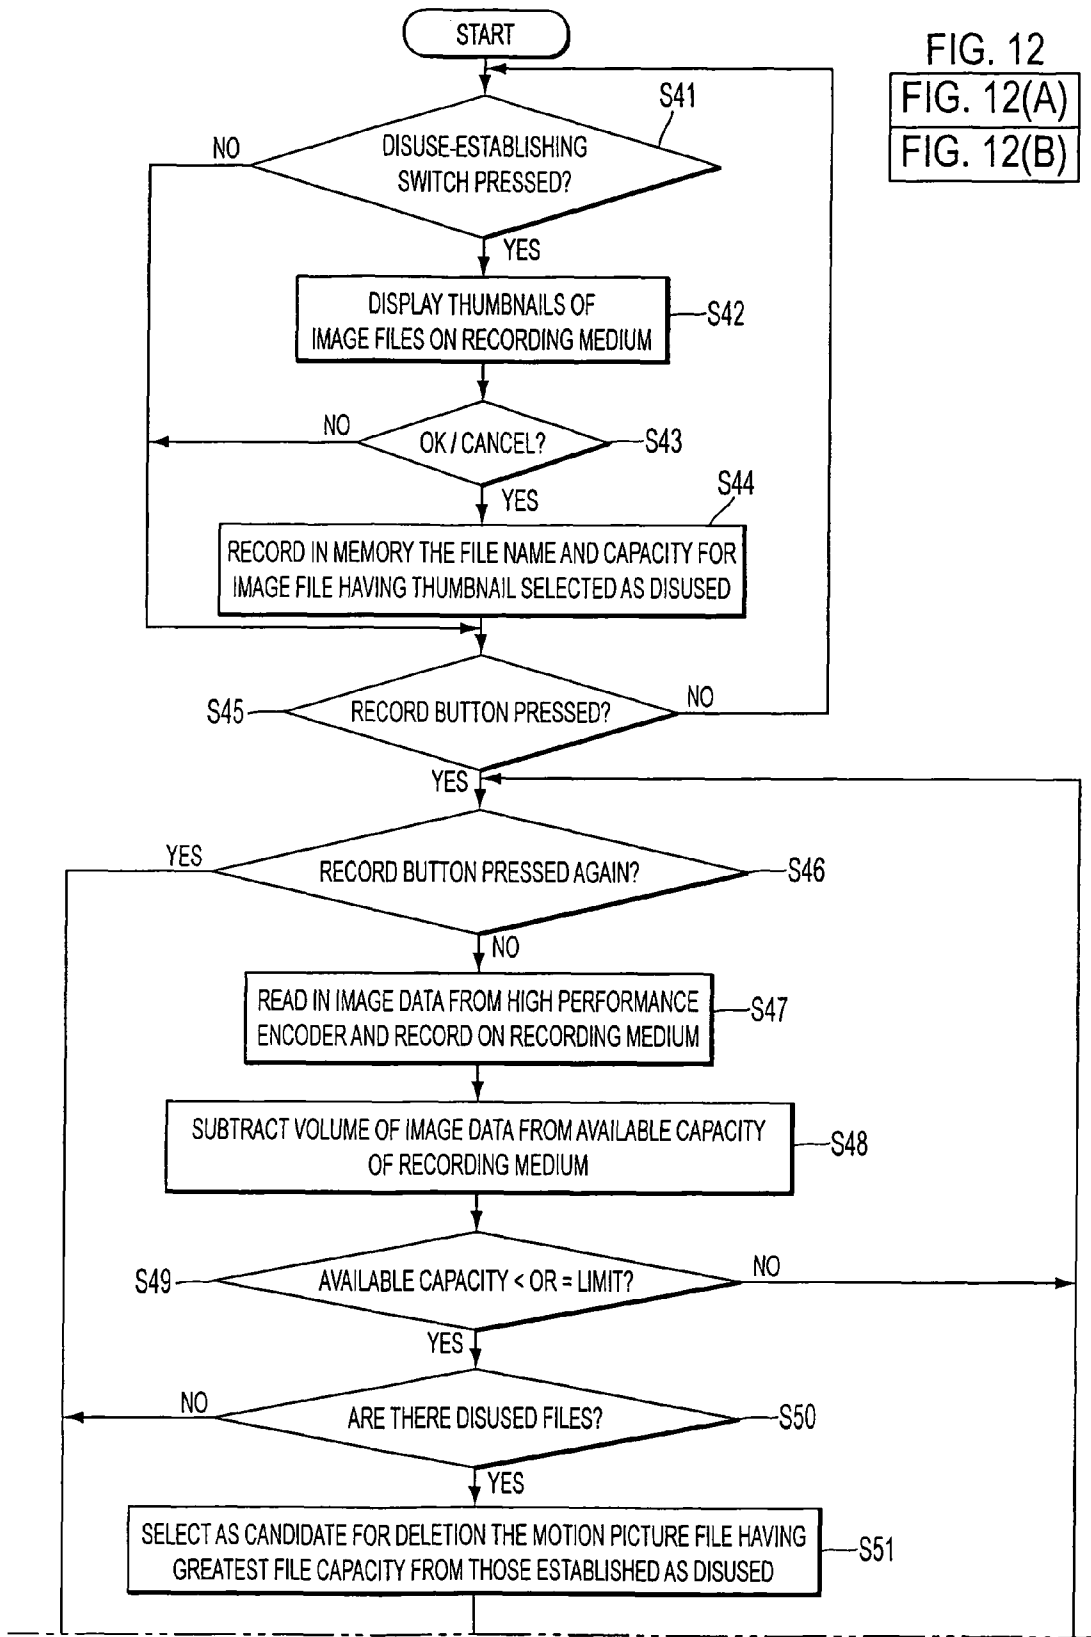 START
FIG. 12
FIG. 12(A)
FIG. 12(B)
S41
NO
DISUSE-ESTABLISHING
SWITCH PRESSED?
YES
DISPLAY THUMBNAILS OF
IMAGE FILES ON RECORDING MEDIUM
S42
NO
OK / CANCEL?
S43
YES
S44
RECORD IN MEMORY THE FILE NAME AND CAPACITY FOR
IMAGE FILE HAVING THUMBNAIL SELECTED AS DISUSED
S45
RECORD BUTTON PRESSED?
NO
YES
YES
RECORD BUTTON PRESSED AGAIN?
S46
NO
READ IN IMAGE DATA FROM HIGH PERFORMANCE
ENCODER AND RECORD ON RECORDING MEDIUM
S47
SUBTRACT VOLUME OF IMAGE DATA FROM AVAILABLE CAPACITY
OF RECORDING MEDIUM
S48
S49
AVAILABLE CAPACITY < OR = LIMIT?
NO
YES
NO
ARE THERE DISUSED FILES?
S50
YES
SELECT AS CANDIDATE FOR DELETION THE MOTION PICTURE FILE HAVING
GREATEST FILE CAPACITY FROM THOSE ESTABLISHED AS DISUSED
S51